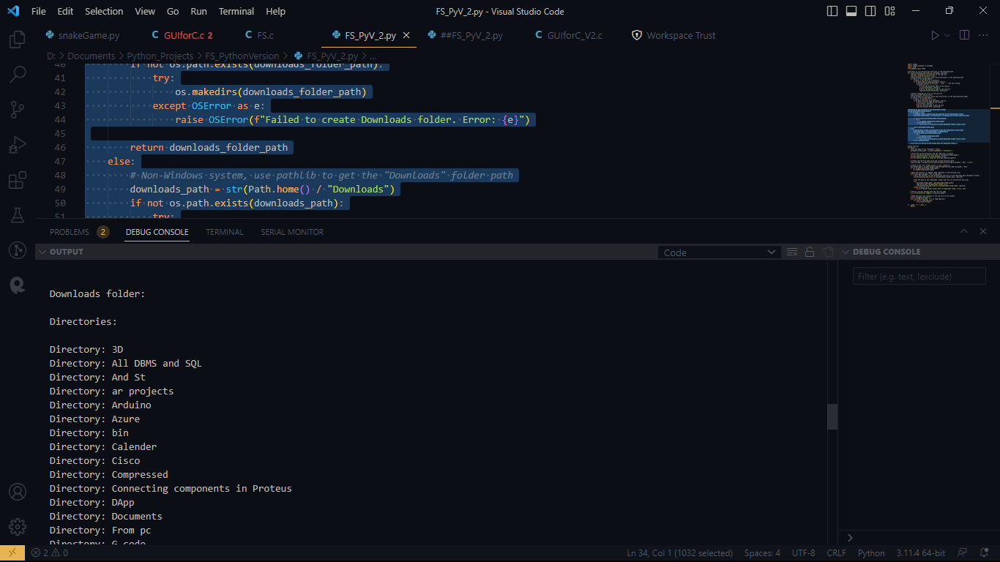 File Edit Selection View Go Run Terminal Help FS_PyV_2.py - Visual Studio Code
snakeGame.py GUIforC.c 2 FS.c FS_PyV_2.py ##FS_PyV_2.py GUIforC_V2.c Workspace Trust
D: > Documents > Python_Projects > FS_PythonVersion > FS_PyV_2.py > ...
40 if not os.path.exists(downloads_folder_path):
41 try:
42 os.makedirs(downloads_folder_path)
43 except OSError as e:
44 raise OSError(f"Failed to create Downloads folder. Error: {e}")
45
46 return downloads_folder_path
47 else:
48 # Non-Windows system, use pathlib to get the "Downloads" folder path
49 downloads_path = str(Path.home() / "Downloads")
50 if not os.path.exists(downloads_path):
51 try:
PROBLEMS 2 DEBUG CONSOLE TERMINAL SERIAL MONITOR
OUTPUT Code DEBUG CONSOLE
Filter (e.g. text, !exclude)
Downloads folder:
Directories:
Directory: 3D
Directory: All DBMS and SQL
Directory: And St
Directory: ar projects
Directory: Arduino
Directory: Azure
Directory: bin
Directory: Calender
Directory: Cisco
Directory: Compressed
Directory: Connecting components in Proteus
Directory: DApp
Directory: Documents
Directory: From pc
Directory: G code
2 0 Ln 34, Col 1 (1032 selected) Spaces: 4 UTF-8 CRLF Python 3.11.4 64-bit